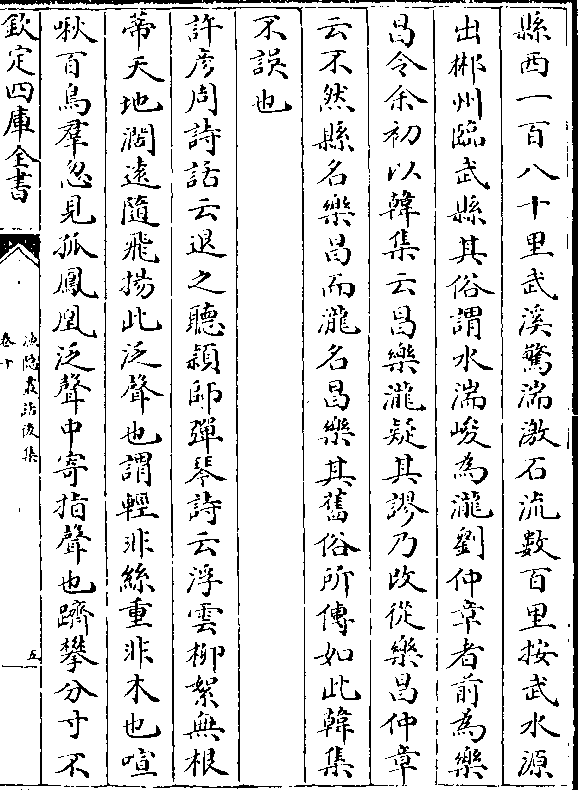 縣西一百八十里武溪驚湍激石流數百里按武水源
出郴州臨武縣其俗謂水湍峻為瀧劉仲章者前為樂
昌令余初以韓集云昌樂瀧疑其謬乃改從樂昌仲章
云不然縣名樂昌而瀧名昌樂其舊俗所傳如此韓集
不誤也
許彦周詩話云退之聽頴師彈琴詩云浮雲柳絮無根
蔕天地濶遠隨飛揚此泛聲也謂輕非絲重非木也喧
啾百鳥羣忽見孤鳳凰泛聲中寄指聲也躋攀分寸不
欽定四庫全書
漁隱叢話後集
卷十
五